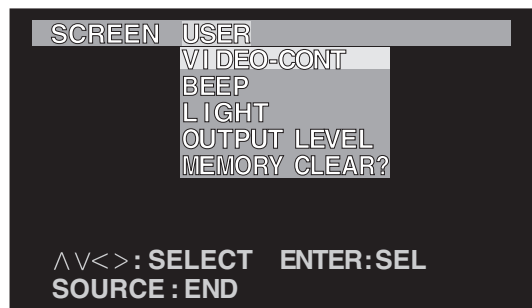 SCREEN USER
VIDEO-CONT
BEEP
LIGHT
OUTPUT LEVEL
MEMORY CLEAR?
∧∨<>:SELECT ENTER:SEL
SOURCE:END